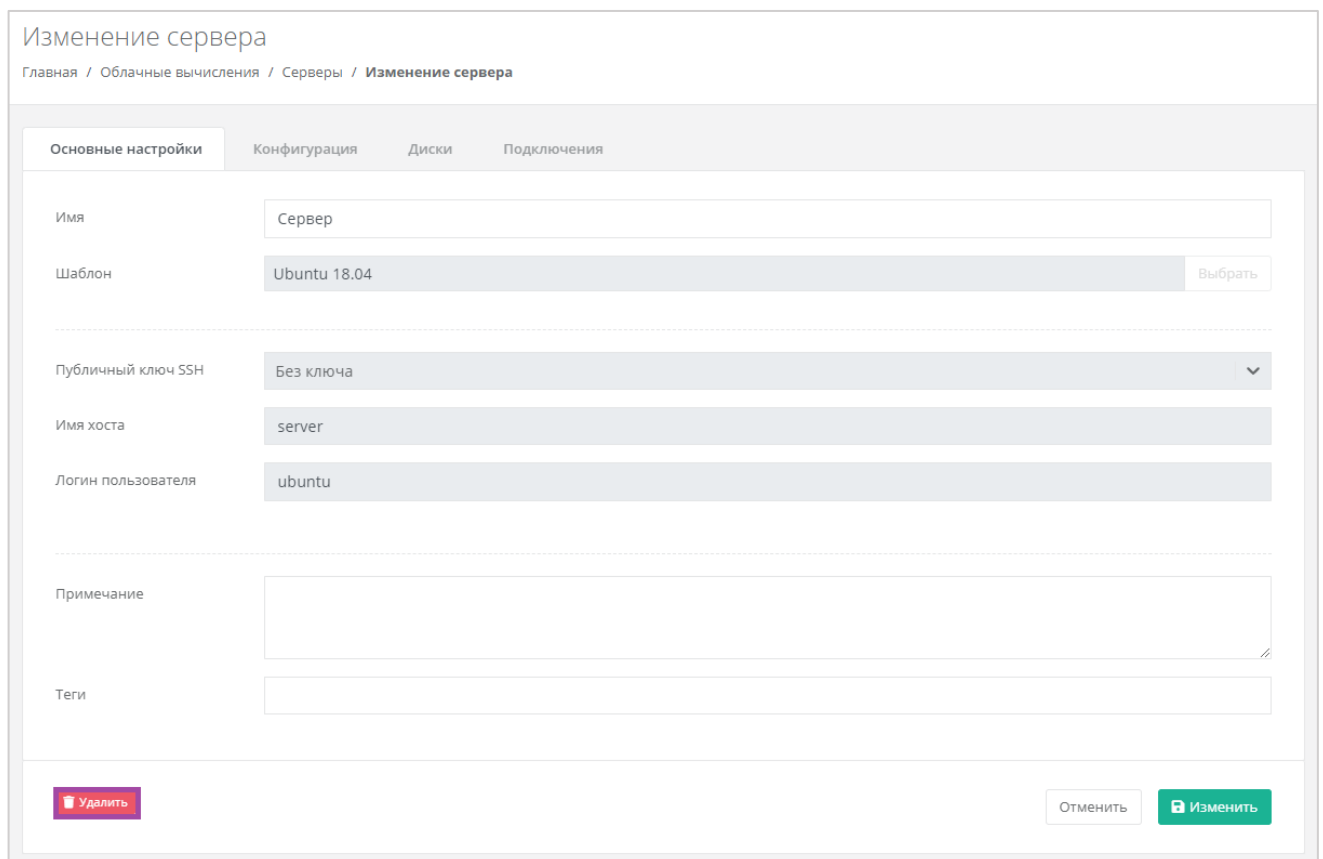 Изменение сервера
Главная / Облачные вычисления / Серверы / Изменение сервера
Основные настройки Конфигурация Диски Подключения
Имя Сервер
Шаблон Ubuntu 18.04 Выбрать
Публичный ключ SSH Без ключа
Имя хоста server
Логин пользователя ubuntu
Примечание
Теги
Удалить Отменить Изменить